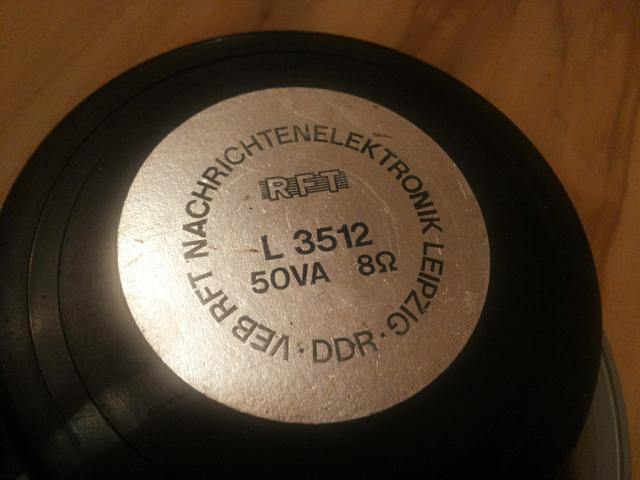 VEB RFT NACHRICHTENELEKTRONIK LEIPZIG · DDR ·
RFT
L 3512
50VA 8Ω